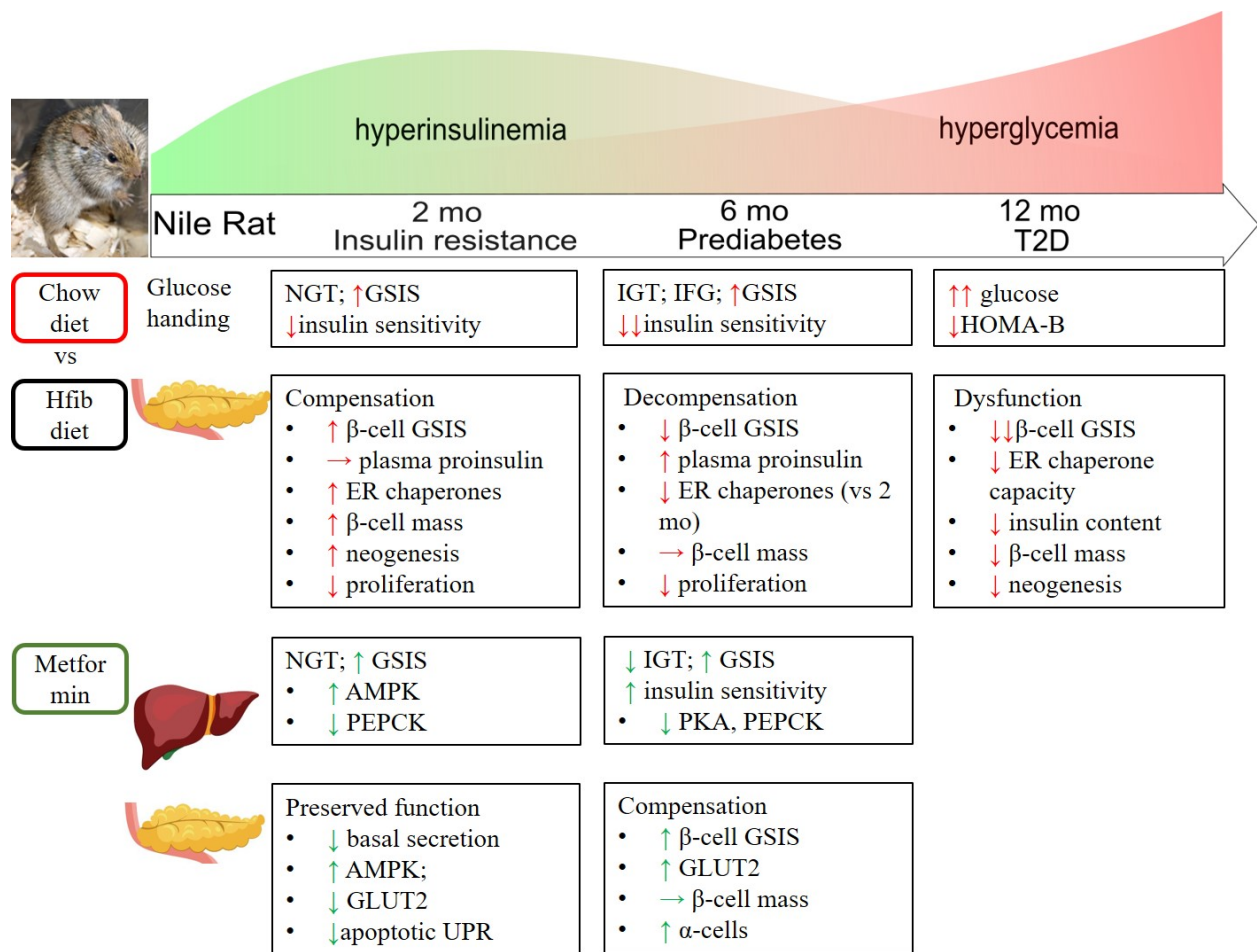 hyperinsulinemia
hyperglycemia
Nile Rat
2 mo
Insulin resistance
6 mo
Prediabetes
12 mo
T2D
Chow
diet
vs
Hfib
diet
Glucose
handing
NGT; ↑GSIS
↓insulin sensitivity
IGT; IFG; ↑GSIS
↓↓insulin sensitivity
↑↑ glucose
↓HOMA-B
Compensation
• ↑ β-cell GSIS
• → plasma proinsulin
• ↑ ER chaperones
• ↑ β-cell mass
• ↑ neogenesis
• ↓ proliferation
Decompensation
• ↓ β-cell GSIS
• ↑ plasma proinsulin
• ↓ ER chaperones (vs 2
mo)
• → β-cell mass
• ↓ proliferation
Dysfunction
• ↓↓β-cell GSIS
• ↓ ER chaperone
capacity
• ↓ insulin content
• ↓ β-cell mass
• ↓ neogenesis
Metfor
min
NGT; ↑ GSIS
• ↑ AMPK
• ↓ PEPCK
↓ IGT; ↑ GSIS
↑ insulin sensitivity
• ↓ PKA, PEPCK
Preserved function
• ↓ basal secretion
• ↑ AMPK;
• ↓ GLUT2
• ↓apoptotic UPR
Compensation
• ↑ β-cell GSIS
• ↑ GLUT2
• → β-cell mass
• ↑ α-cells